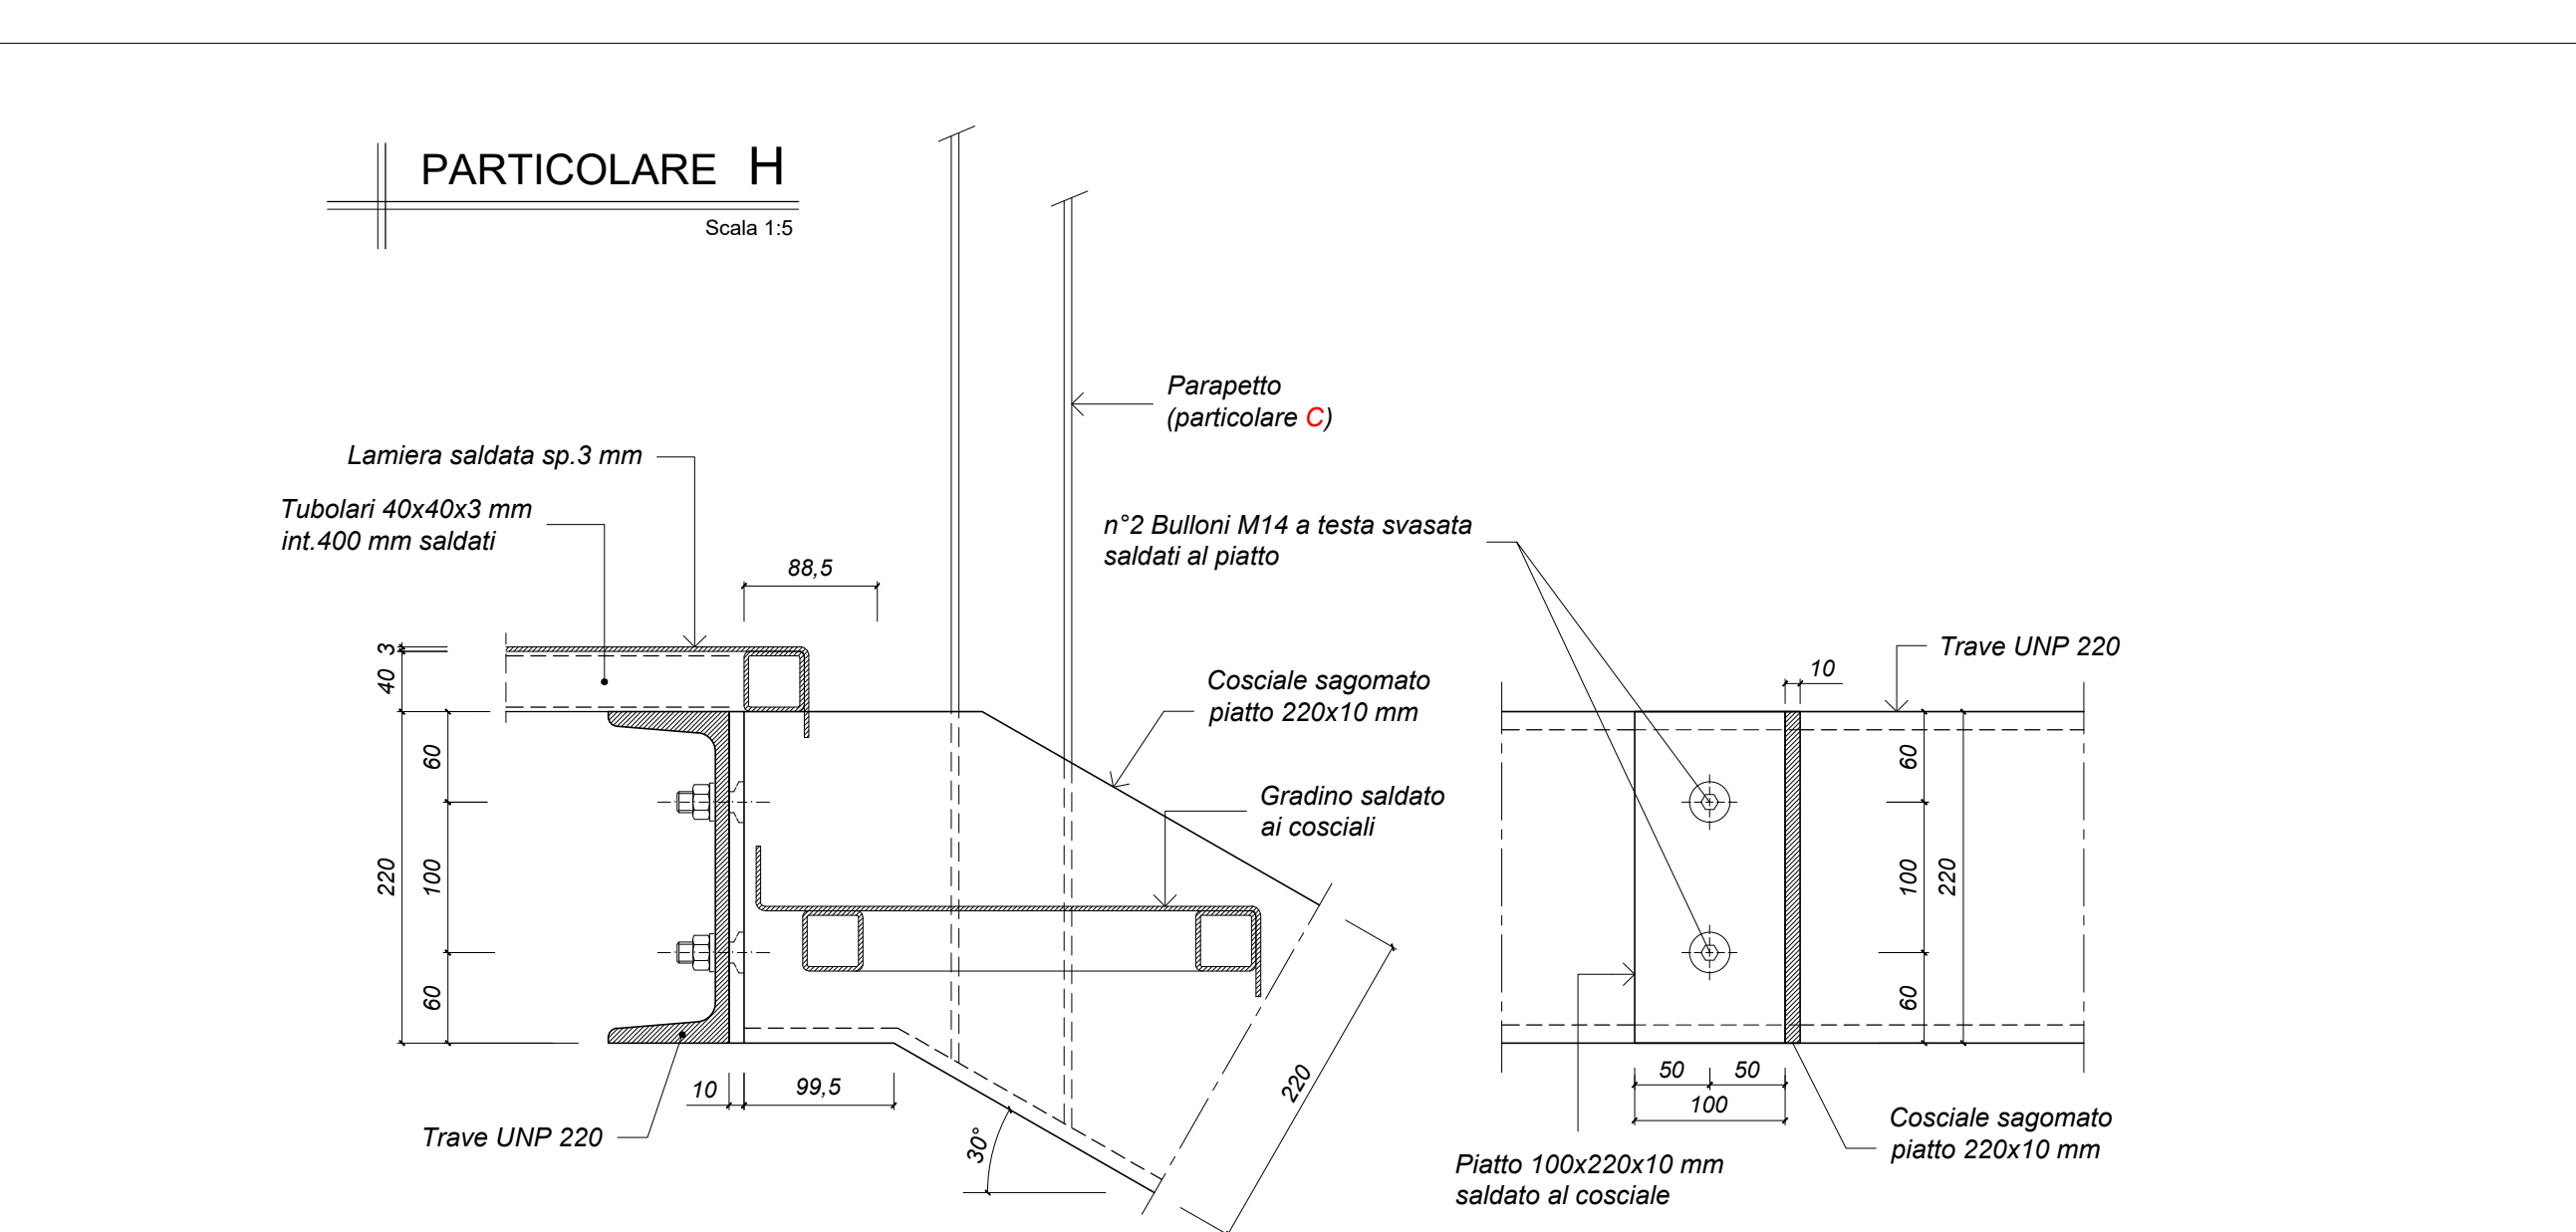 PARTICOLARE H
Scala 1:5
Parapetto
(particolare C)
Lamiera saldata sp.3 mm
Tubolari 40x40x3 mm
int.400 mm saldati
n°2 Bulloni M14 a testa svasata
saldati al piatto
88,5
3
40
220
60
100
60
Cosciale sagomato
piatto 220x10 mm
Gradino saldato
ai cosciali
10
99,5
30°
220
Trave UNP 220
Trave UNP 220
10
60
100
60
220
50
50
100
Piatto 100x220x10 mm
saldato al cosciale
Cosciale sagomato
piatto 220x10 mm